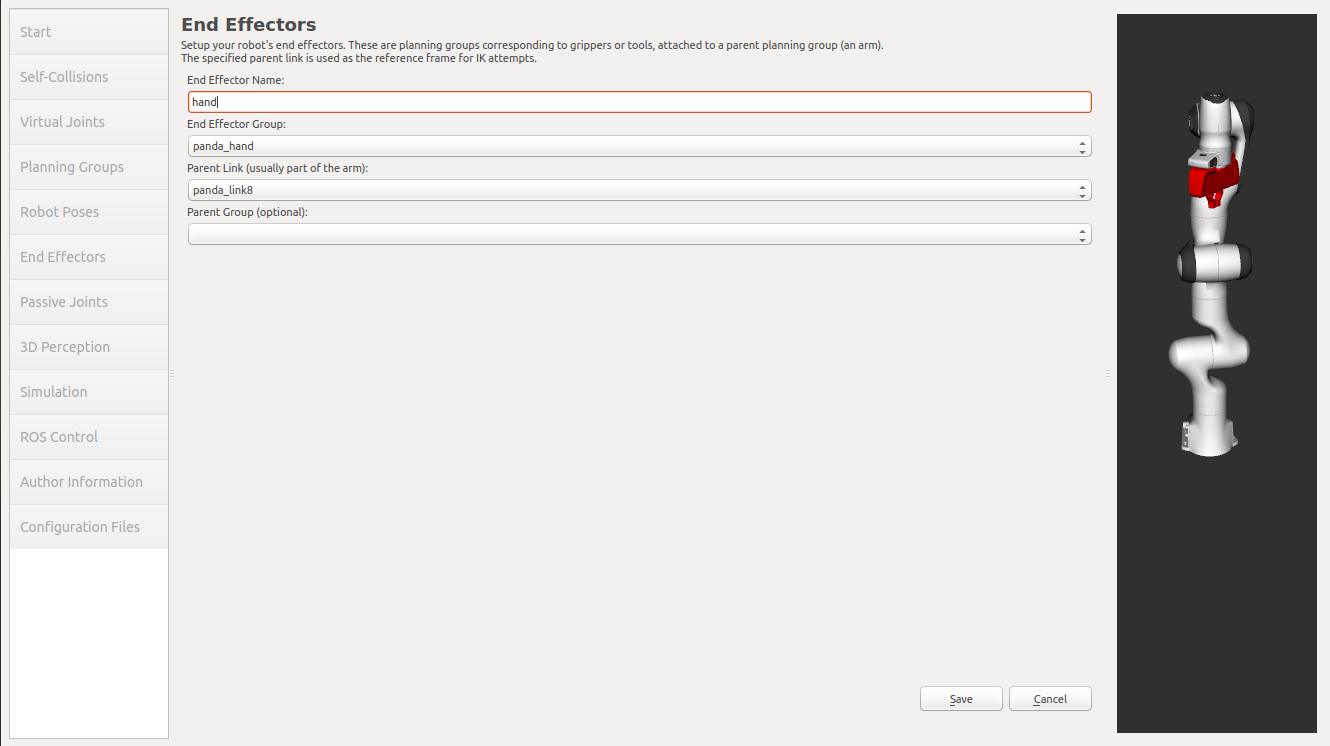 Start
Self-Collisions
Virtual Joints
Planning Groups
Robot Poses
End Effectors
Passive Joints
3D Perception
Simulation
ROS Control
Author Information
Configuration Files
End Effectors
Setup your robot's end effectors. These are planning groups corresponding to grippers or tools, attached to a parent planning group (an arm).
The specified parent link is used as the reference frame for IK attempts.
End Effector Name:
hand
End Effector Group:
panda_hand
Parent Link (usually part of the arm):
panda_link8
Parent Group (optional):
Save
Cancel